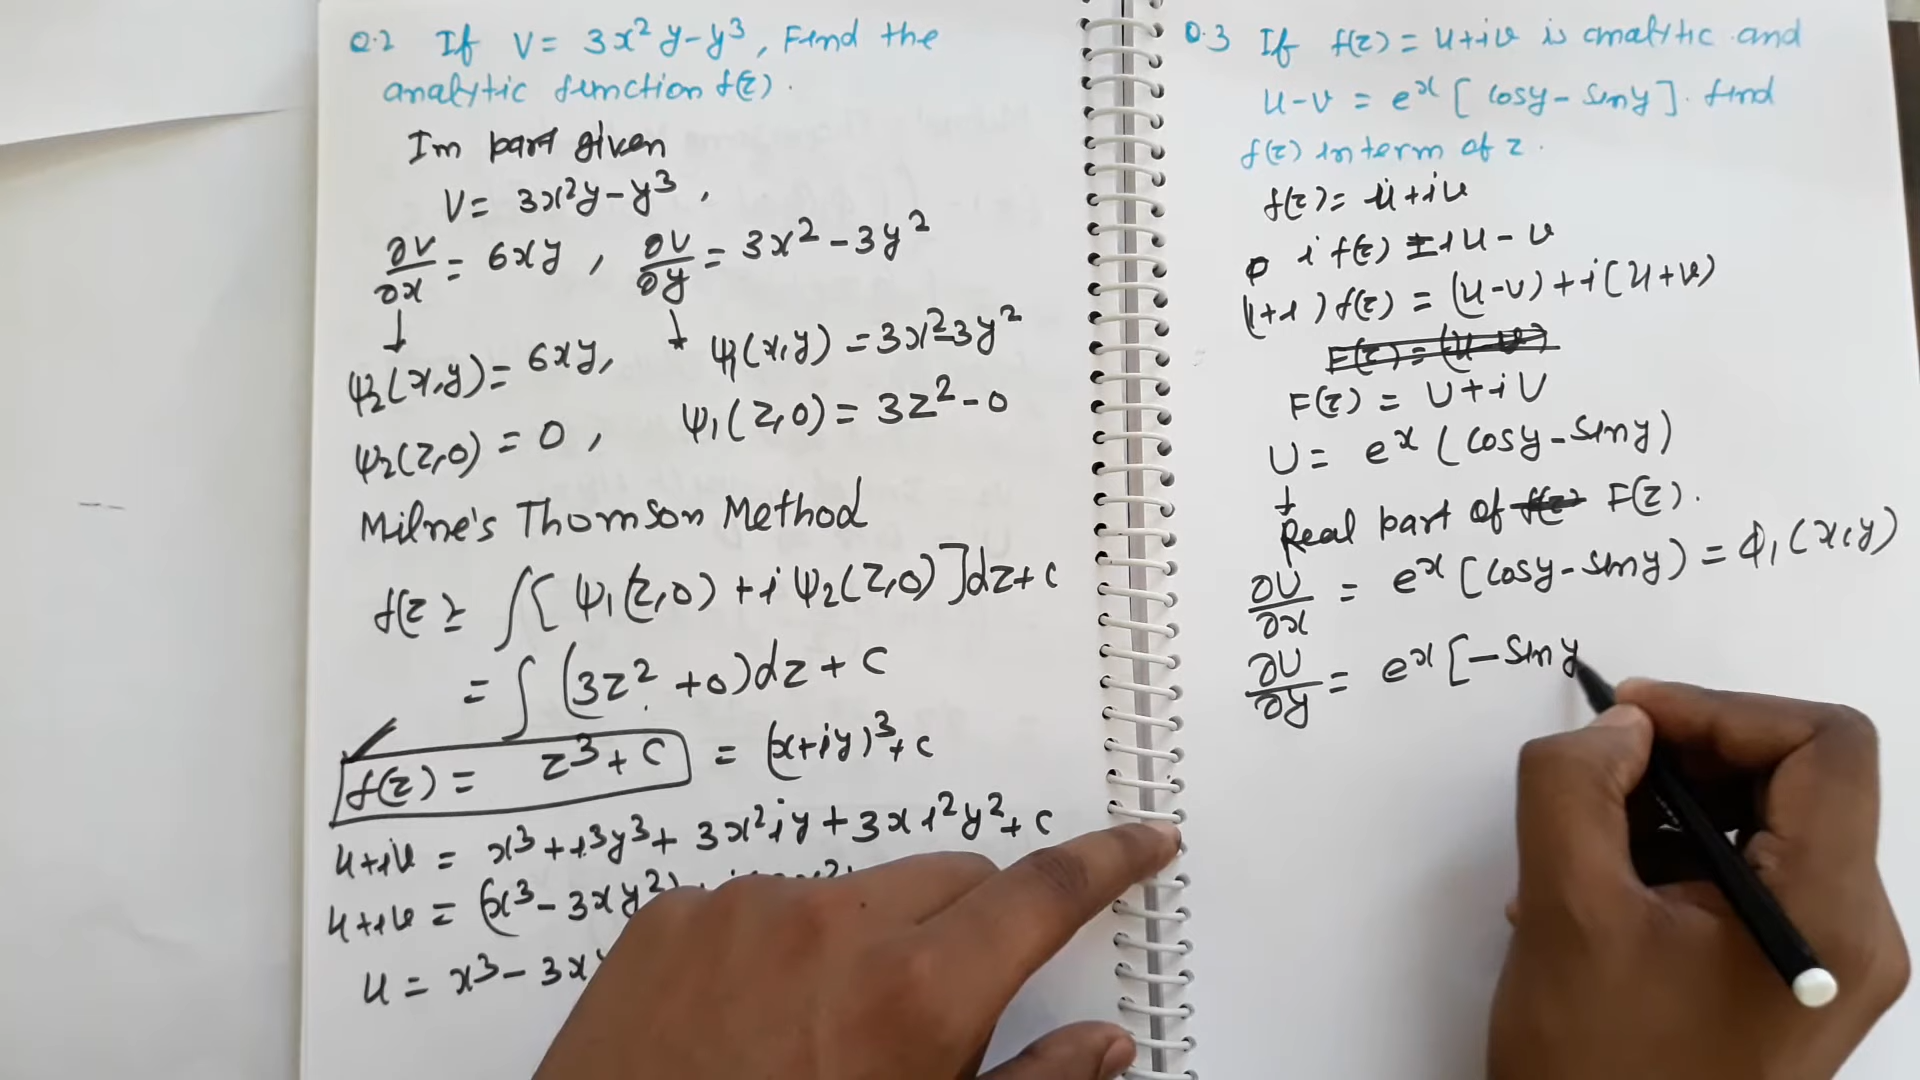 Q.2 If V = 3x²y-y³, Find the
analytic function f(z).
Im part given
V = 3x²y-y³.
∂V/∂x = 6xy, ∂V/∂y = 3x²-3y²
↓ ↓
ψ₂(x,y) = 6xy, ψ₁(x,y) = 3x²-3y²
ψ₂(z,0) = 0, ψ₁(z,0) = 3z²-0
Milne's Thomson Method
f(z) = ∫[ψ₁(z,0) + i ψ₂(z,0)]dz + c
= ∫(3z² + 0)dz + c
f(z) = z³ + c = (x+iy)³ + c
u+iv = x³ + i³y³ + 3x²iy + 3xi²y² + c
u+iv = (x³ - 3xy²)
u = x³ - 3x
Q.3 If f(z) = u+iv is analytic and
u-v = eˣ [cosy - siny]. find
f(z) in term of z.
f(z) = u+iv
i f(z) = iu - v
(1+i) f(z) = (u-v) + i(u+v)
F(z) = (u-v)
F(z) = U + iV
U = eˣ (cosy - siny)
↓
Real part of f(z) F(z).
∂U/∂x = eˣ [cosy - siny) = ϕ₁(x,y)
∂U/∂y = eˣ [-siny